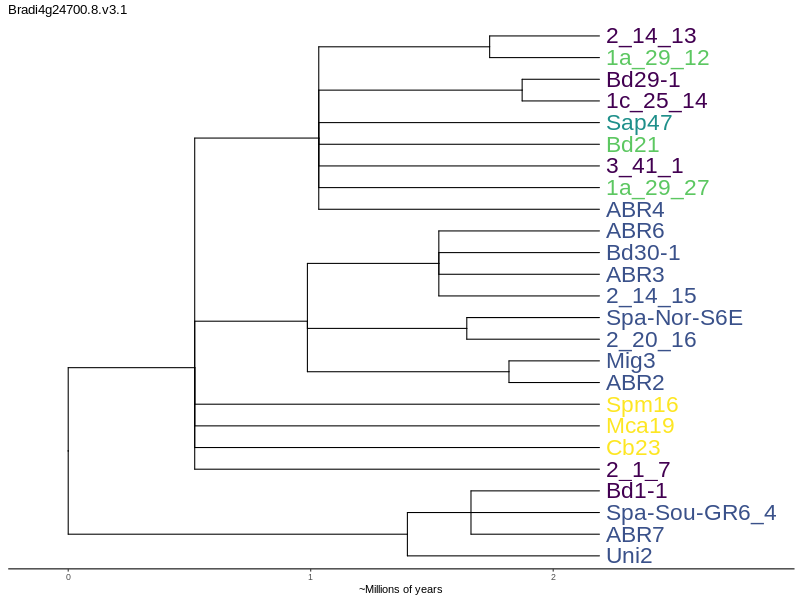 Bradi4g24700.8.v3.1
2_14_13
1a_29_12
Bd29-1
1c_25_14
Sap47
Bd21
3_41_1
1a_29_27
ABR4
ABR6
Bd30-1
ABR3
2_14_15
Spa-Nor-S6E
2_20_16
Mig3
ABR2
Spm16
Mca19
Cb23
2_1_7
Bd1-1
Spa-Sou-GR6_4
ABR7
Uni2
0 1 2
~Millions of years